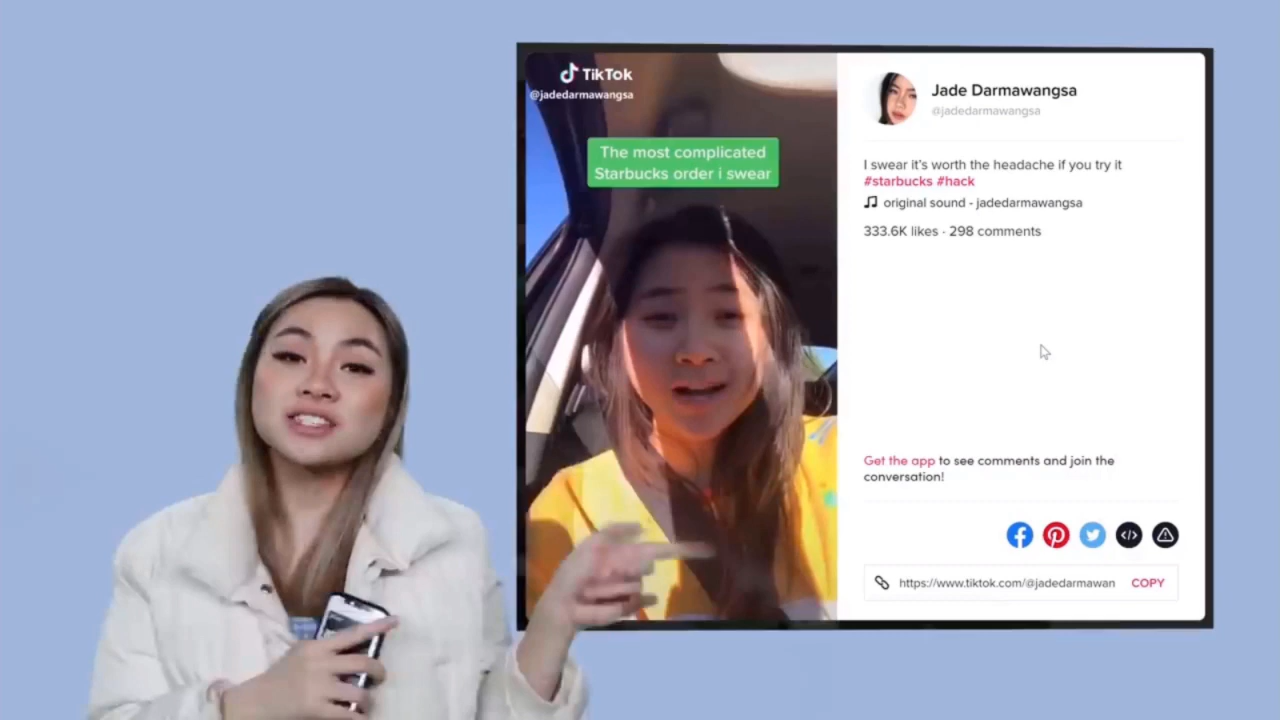 TikTok
@jadedarmawangsa
The most complicated
Starbucks order i swear
Jade Darmawangsa
@jadedarmawangsa
I swear it's worth the headache if you try it
#starbucks #hack
original sound - jadedarmawangsa
333.6K likes · 298 comments
Get the app to see comments and join the
conversation!
https://www.tiktok.com/@jadedarmawan
COPY